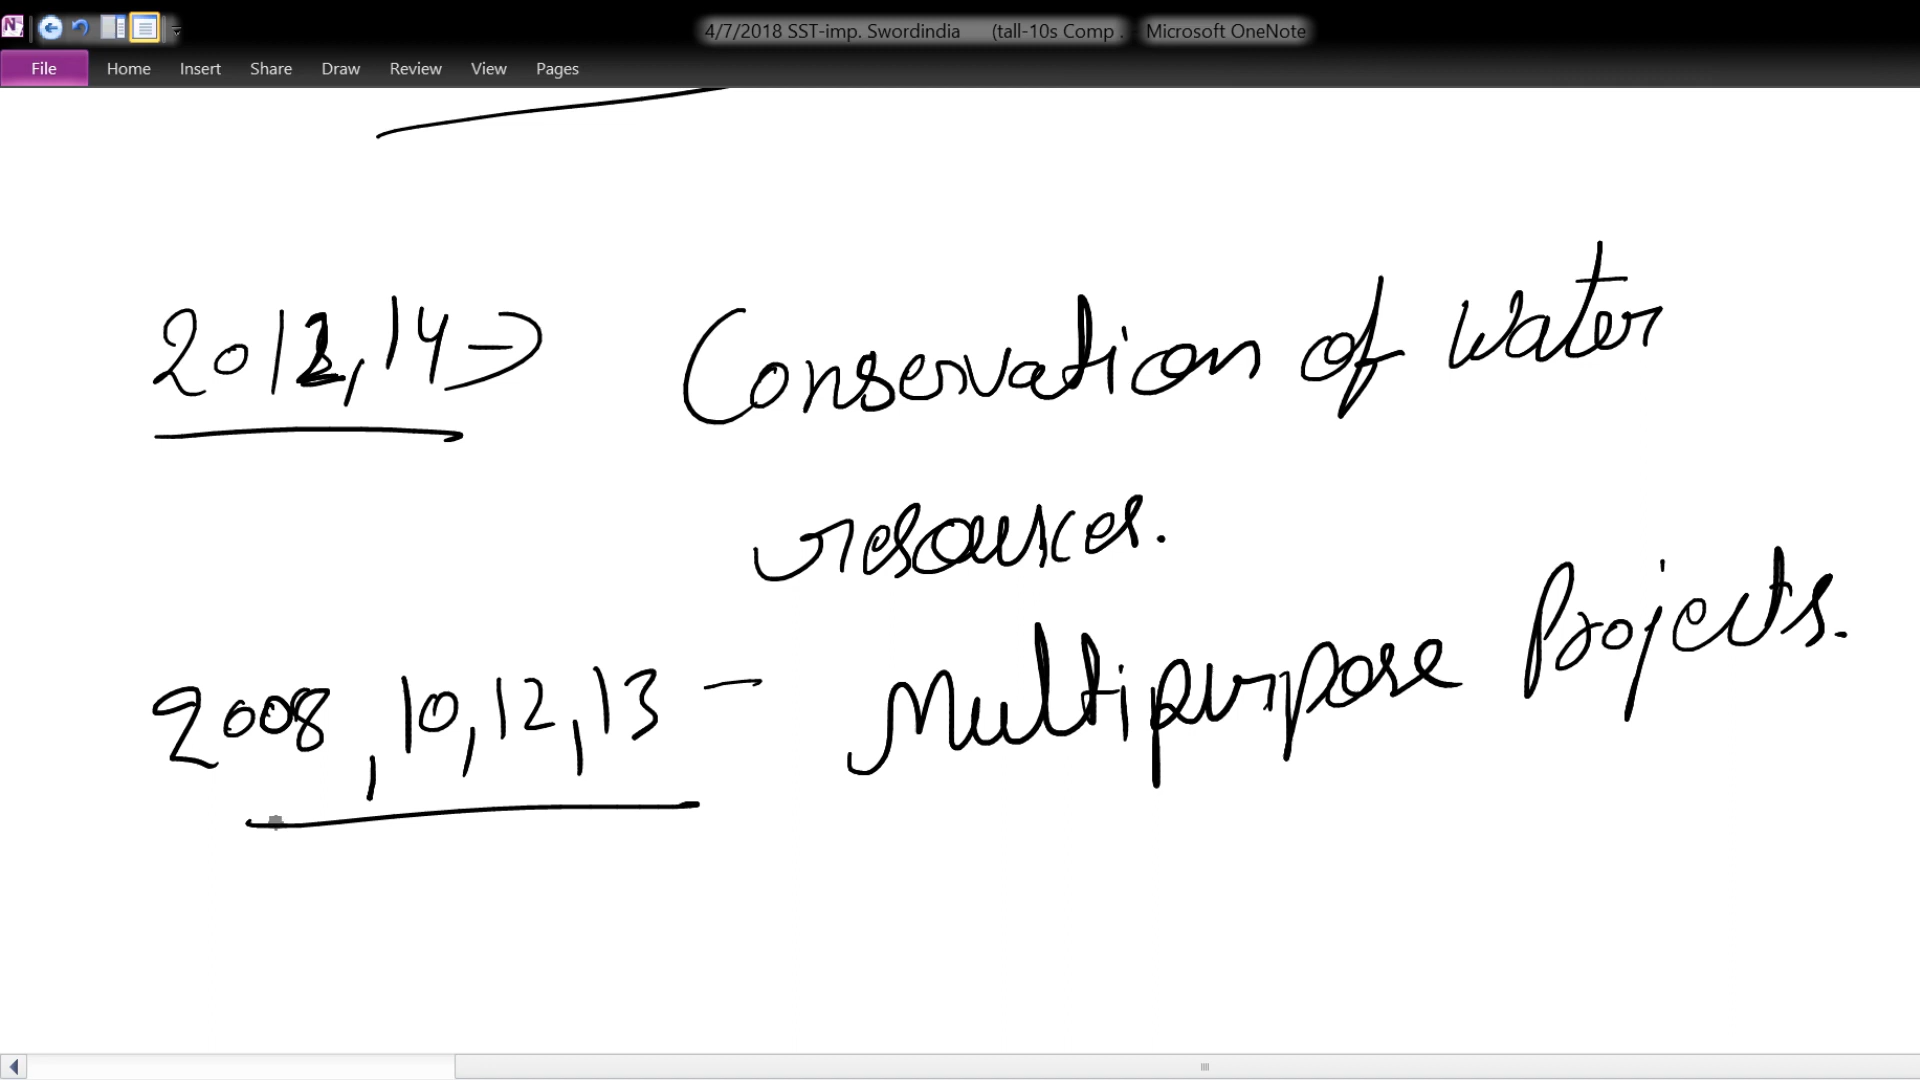 4/7/2018 SST-imp. Swordindia (tall-10s Comp . - Microsoft OneNote
File Home Insert Share Draw Review View Pages
2012,14→ Conservation of Water
resources.
2008,10,12,13 — Multipurpose Projects.